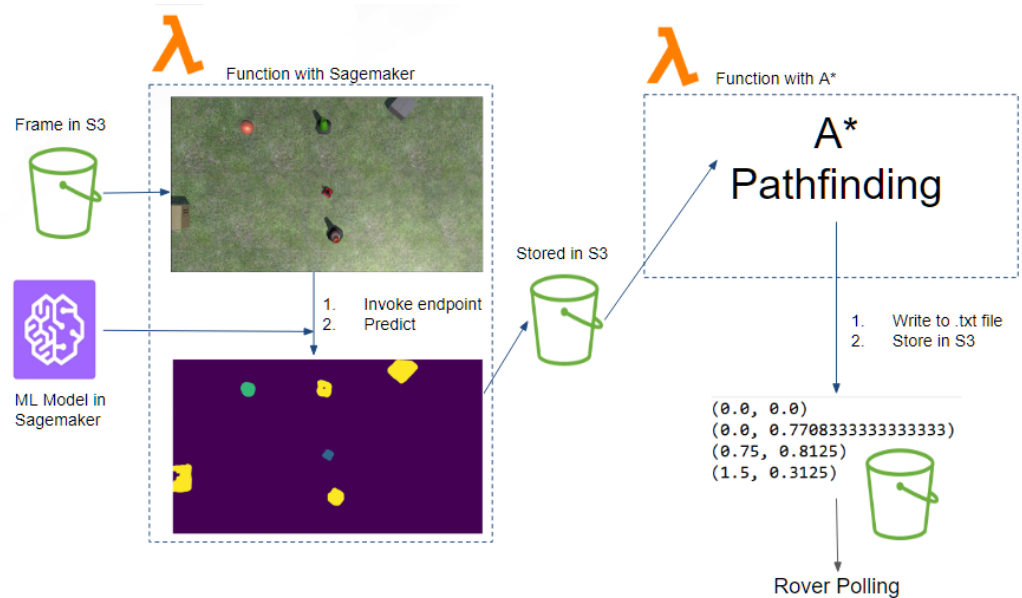 Function with Sagemaker
Frame in S3
1. Invoke endpoint
2. Predict
ML Model in
Sagemaker
Stored in S3
Function with A*
A*
Pathfinding
1. Write to .txt file
2. Store in S3
(0.0, 0.0)
(0.0, 0.7708333333333333)
(0.75, 0.8125)
(1.5, 0.3125)
Rover Polling